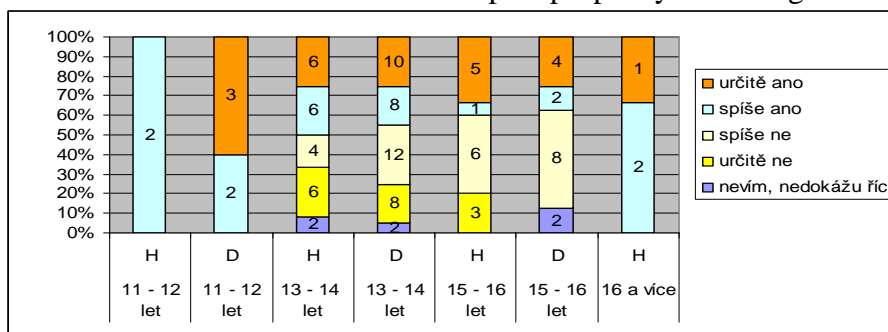 100%
90%
80%
70%
60%
50%
40%
30%
20%
10%
0%
2
3
2
6
6
4
6
2
10
8
12
8
2
5
1
6
3
4
2
8
2
1
2
H D H D H D H
11 - 12 let
11 - 12 let
13 - 14 let
13 - 14 let
15 - 16 let
15 - 16 let
16 a více
určitě ano
spíše ano
spíše ne
určitě ne
nevím, nedokážu říc